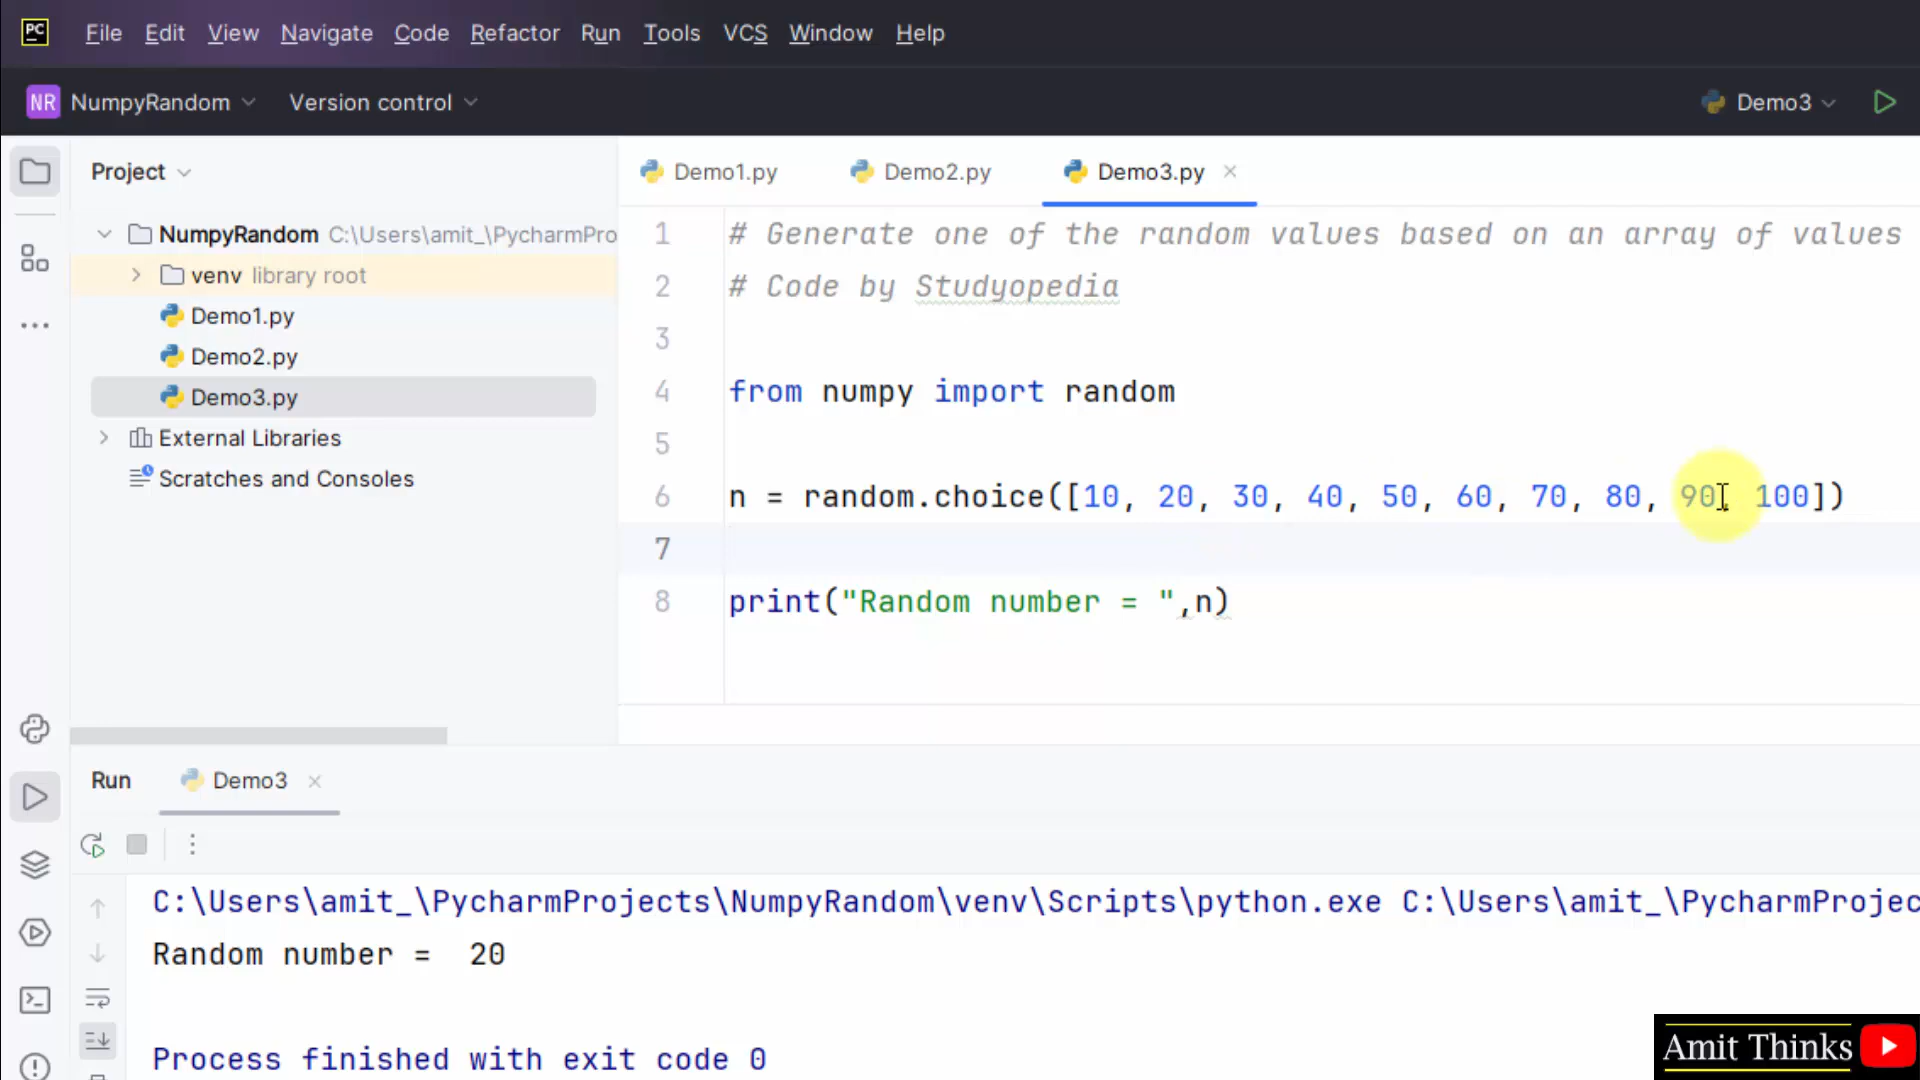 PC File Edit View Navigate Code Refactor Run Tools VCS Window Help
NR NumpyRandom Version control Demo3
Project
Demo1.py Demo2.py Demo3.py
NumpyRandom C:\Users\amit_\PycharmPro
venv library root
Demo1.py
Demo2.py
Demo3.py
External Libraries
Scratches and Consoles
1 # Generate one of the random values based on an array of values
2 # Code by Studyopedia
3
4 from numpy import random
5
6 n = random.choice([10, 20, 30, 40, 50, 60, 70, 80, 90, 100])
7
8 print("Random number = ",n)
Run Demo3
C:\Users\amit_\PycharmProjects\NumpyRandom\venv\Scripts\python.exe C:\Users\amit_\PycharmProjec
Random number =  20
Process finished with exit code 0
Amit Thinks